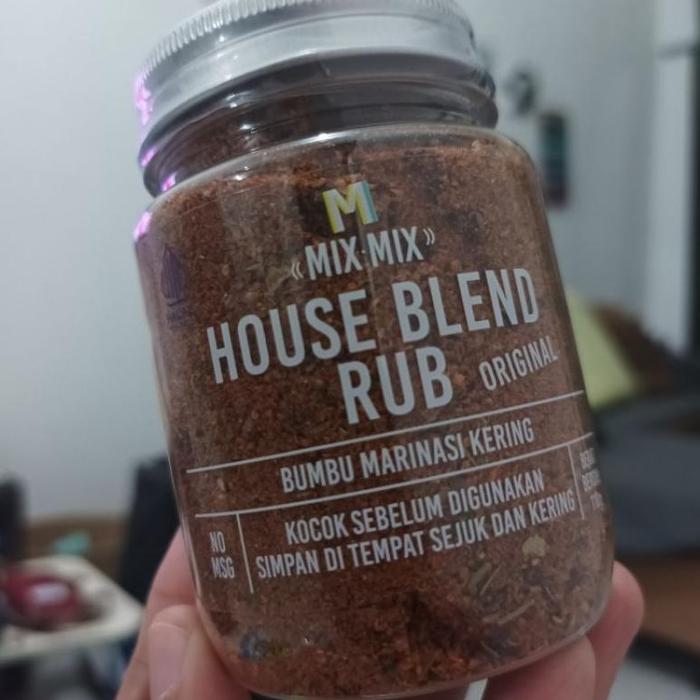 M
«MIX·MIX»
HOUSE BLEND
RUB ORIGINAL
BUMBU MARINASI KERING
NO
MSG
KOCOK SEBELUM DIGUNAKAN
SIMPAN DI TEMPAT SEJUK DAN KERING